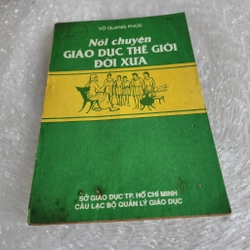 VÕ QUANG PHÚC
Nói chuyện
GIÁO DỤC THẾ GIỚI
ĐỜI XƯA
SỞ GIÁO DỤC TP. HỒ CHÍ MINH
CÂU LẠC BỘ QUẢN LÝ GIÁO DỤC